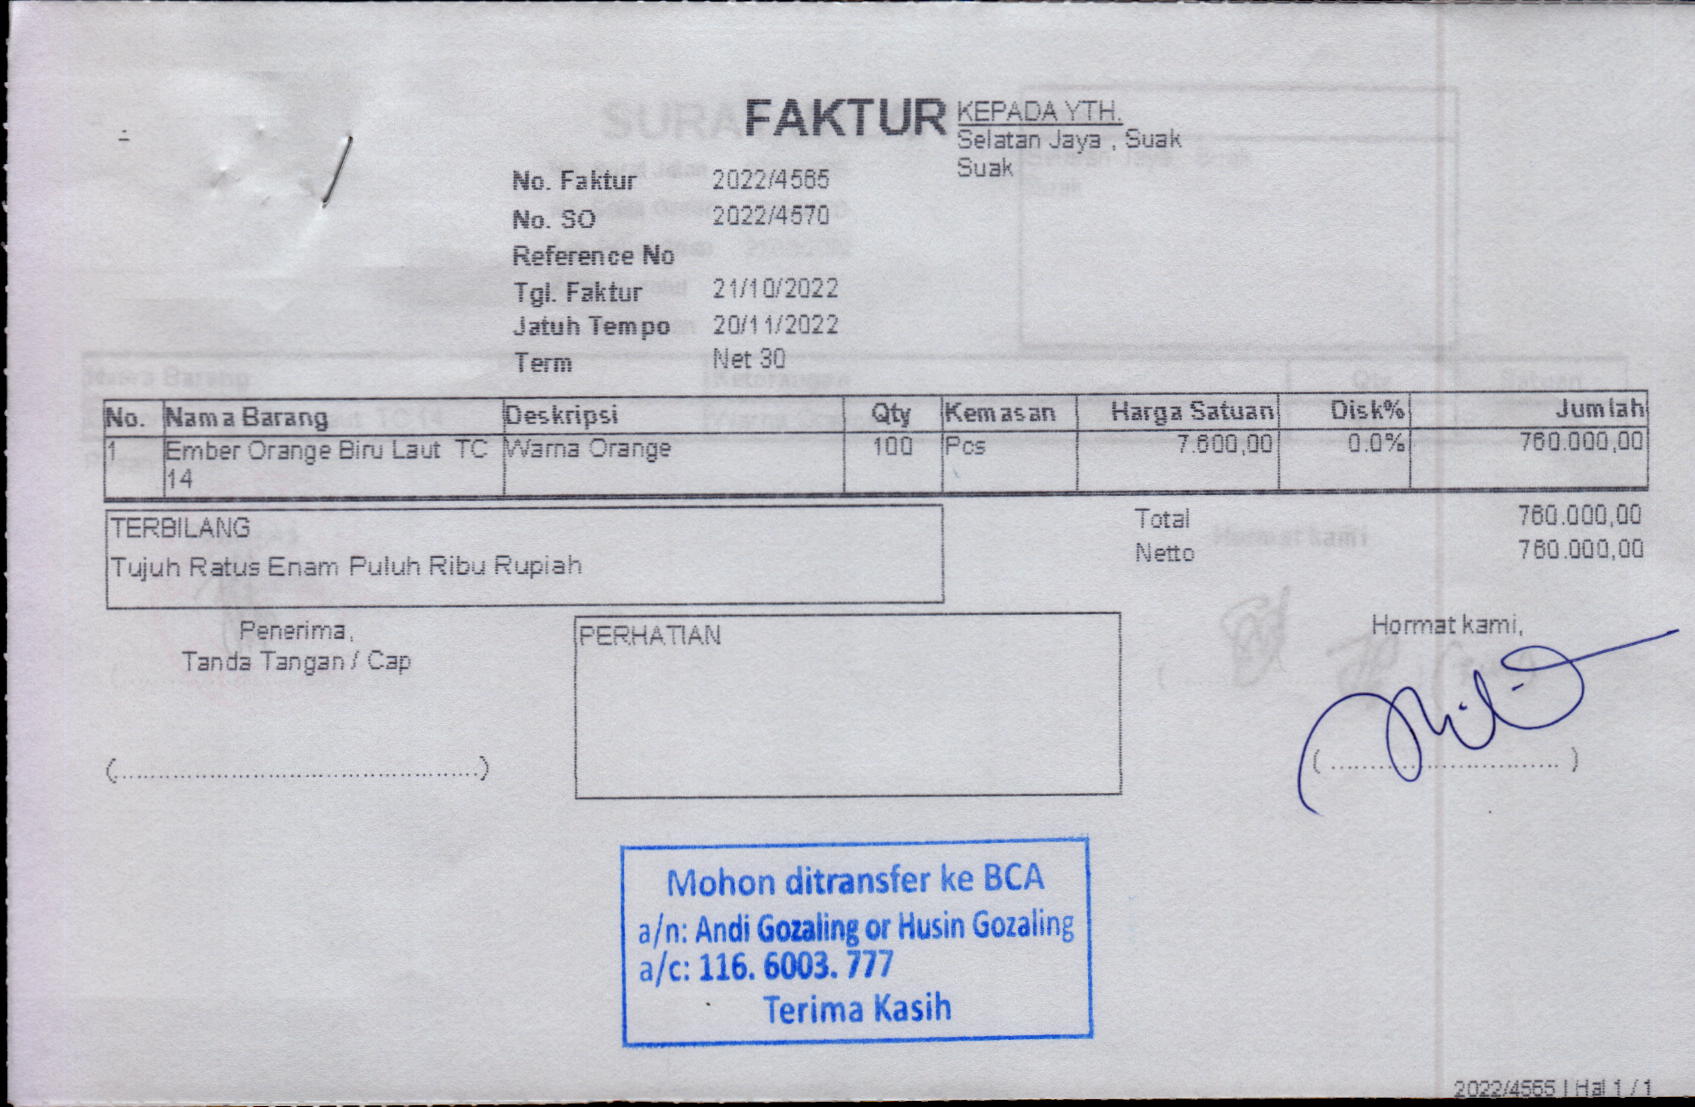 FAKTUR
KEPADA YTH.
Selatan Jaya , Suak
Suak
No. Faktur 2022/4565
No. SO 2022/4570
Reference No
Tgl. Faktur 21/10/2022
Jatuh Tempo 20/11/2022
Term Net 30
No. Nama Barang Deskripsi Qty Kemasan Harga Satuan Disk% Jumlah
1 Ember Orange Biru Laut TC Warna Orange 100 Pcs 7.600,00 0.0% 760.000,00
14
TERBILANG
Tujuh Ratus Enam Puluh Ribu Rupiah
Total 760.000,00
Netto 760.000,00
Penerima,
Tanda Tangan / Cap
(................................................)
PERHATIAN
Hormat kami,
( .............................. )
Mohon ditransfer ke BCA
a/n: Andi Gozaling or Husin Gozaling
a/c: 116. 6003. 777
Terima Kasih
2022/4565 | Hal 1 / 1